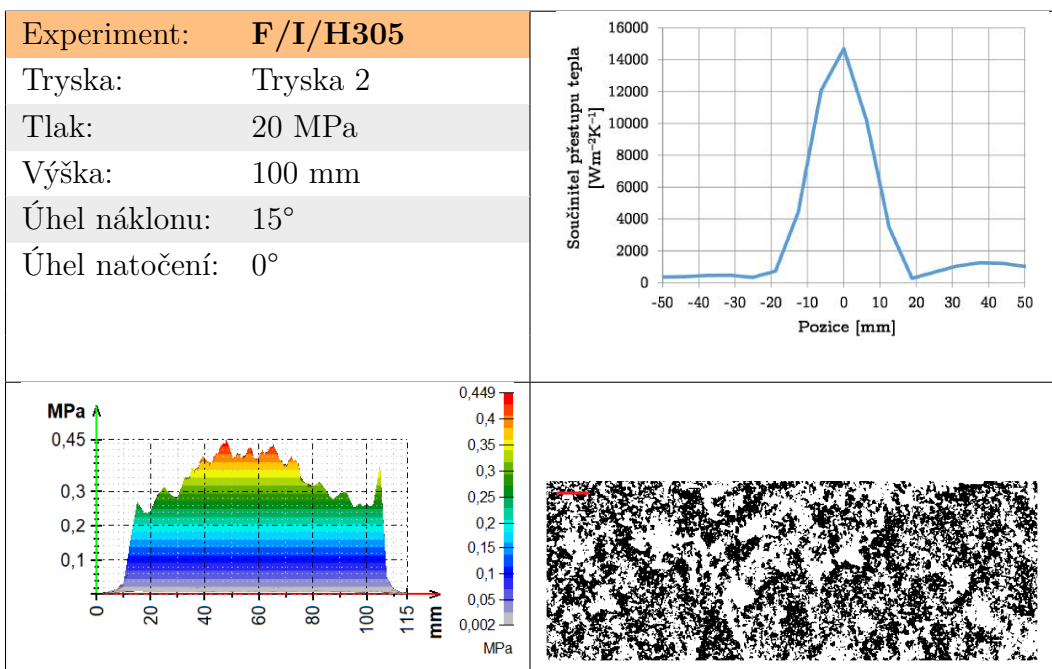 Experiment: F/I/H305
Tryska: Tryska 2
Tlak: 20 MPa
Výška: 100 mm
Úhel náklonu: 15°
Úhel natočení: 0°
Součinitel přestupu tepla
[Wm⁻²K⁻¹]
16000
14000
12000
10000
8000
6000
4000
2000
0
-50 -40 -30 -20 -10 0 10 20 30 40 50
Pozice [mm]
MPa
0,45
0,3
0,2
0,1
0 20 40 60 80 100 115 mm
0,449
0,4
0,35
0,3
0,25
0,2
0,15
0,1
0,05
0,002
MPa